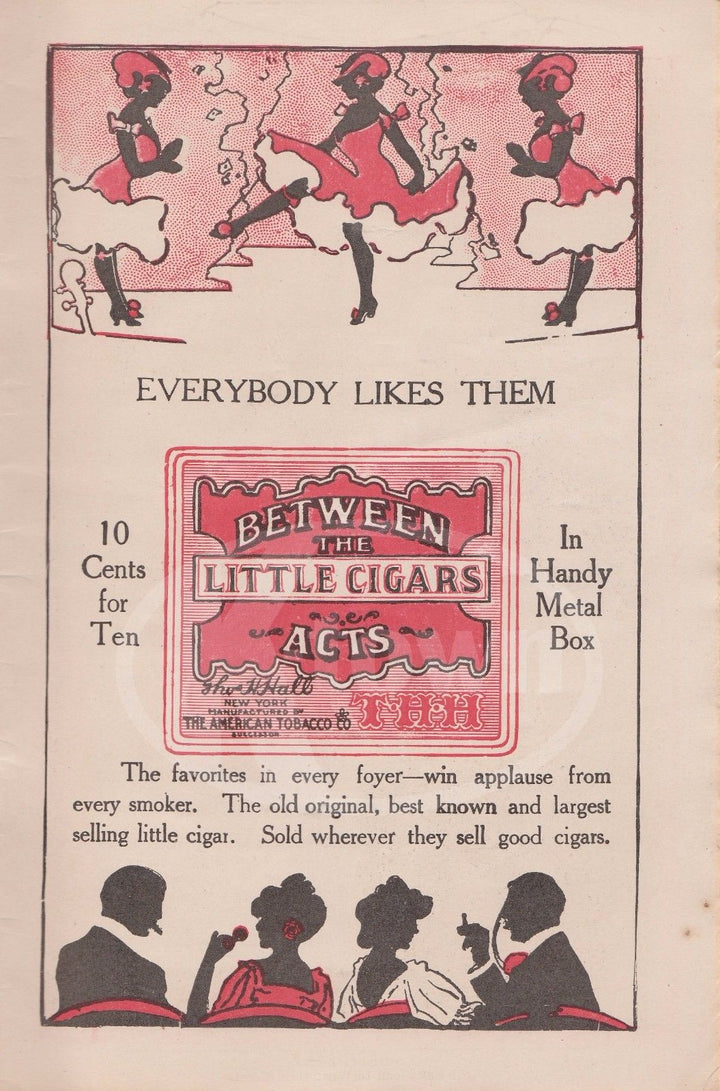 EVERYBODY LIKES THEM
10
Cents
for
Ten
BETWEEN
THE
LITTLE CIGARS
ACTS
Thos H. Hall
NEW YORK
MANUFACTURED BY
THE AMERICAN TOBACCO CO
SUCCESSOR
T·H·H
In
Handy
Metal
Box
The favorites in every foyer—win applause from
every smoker. The old original, best known and largest
selling little cigar. Sold wherever they sell good cigars.